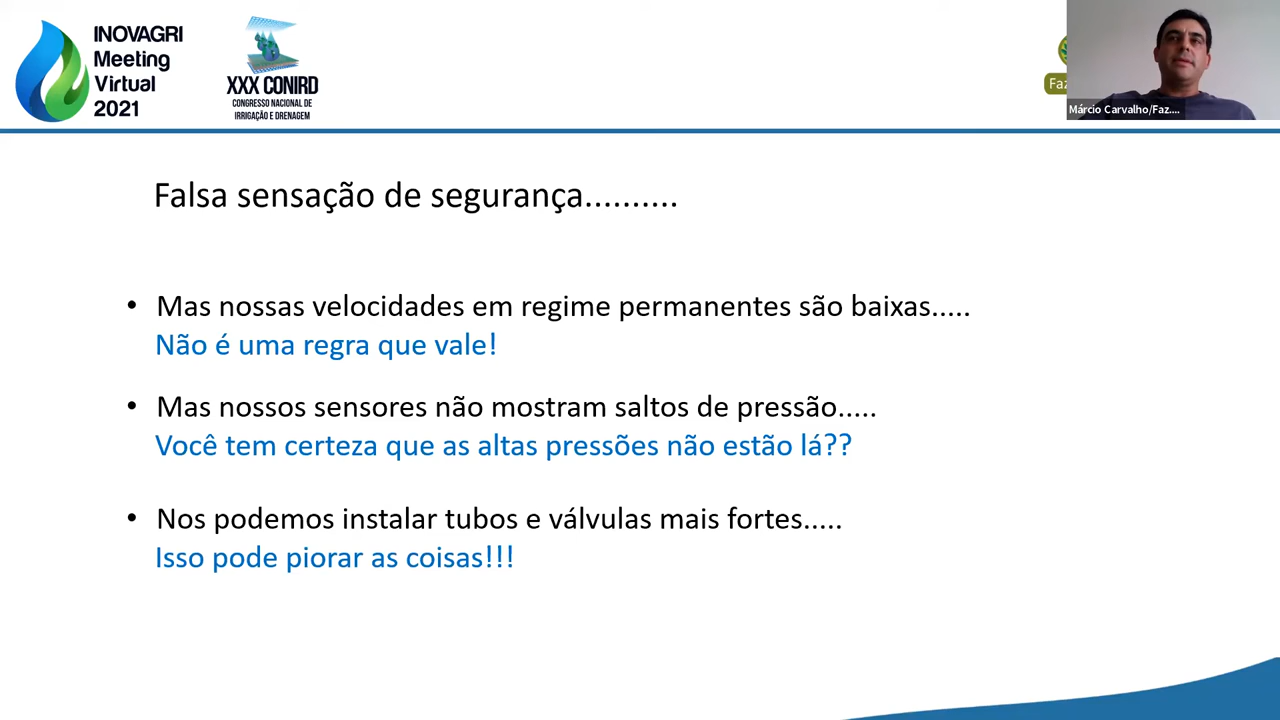 INOVAGRI
Meeting
Virtual
2021
XXX CONIRD
CONGRESSO NACIONAL DE
IRRIGAÇÃO E DRENAGEM
Faz
Márcio Carvalho/Faz....
Falsa sensação de segurança..........
• Mas nossas velocidades em regime permanentes são baixas.....
Não é uma regra que vale!
• Mas nossos sensores não mostram saltos de pressão.....
Você tem certeza que as altas pressões não estão lá??
• Nos podemos instalar tubos e válvulas mais fortes.....
Isso pode piorar as coisas!!!